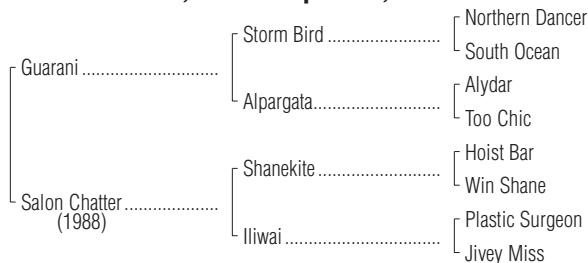 Northern Dancer
Storm Bird ..............................
South Ocean
Guarani .................................
Alydar
Alpargata...............................
Too Chic
Hoist Bar
Shanekite ..............................
Win Shane
Salon Chatter .......................
(1988)
Plastic Surgeon
Iliwai ......................................
Jivey Miss